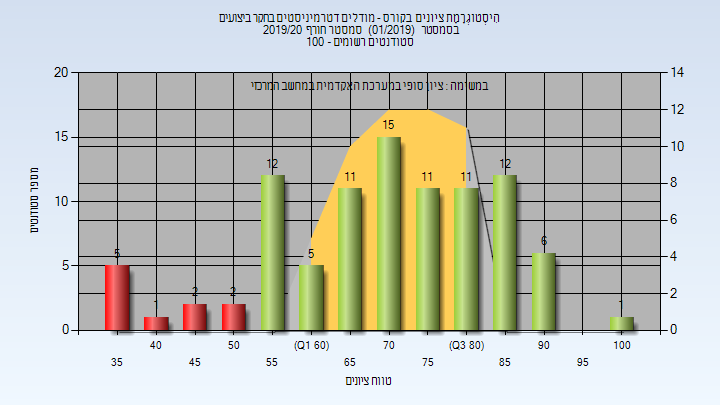 היסטוגרמת ציונים בקורס - מודלים דטרמיניסטים בחקר ביצועים
בסמסטר (01/2019) סמסטר חורף 2019/20
סטודנטים רשומים - 100
במשימה : ציון סופי במערכת האקדמית במחשב המרכזי
20 14
12
15 15
12 12 10
11 11 11
10 8
6 6
5 5 5 4
2 2 2
1 1
0 0
מספר סטודנטים
40 50 (Q1 60) 70 (Q3 80) 90 100
35 45 55 65 75 85 95
טווח ציונים